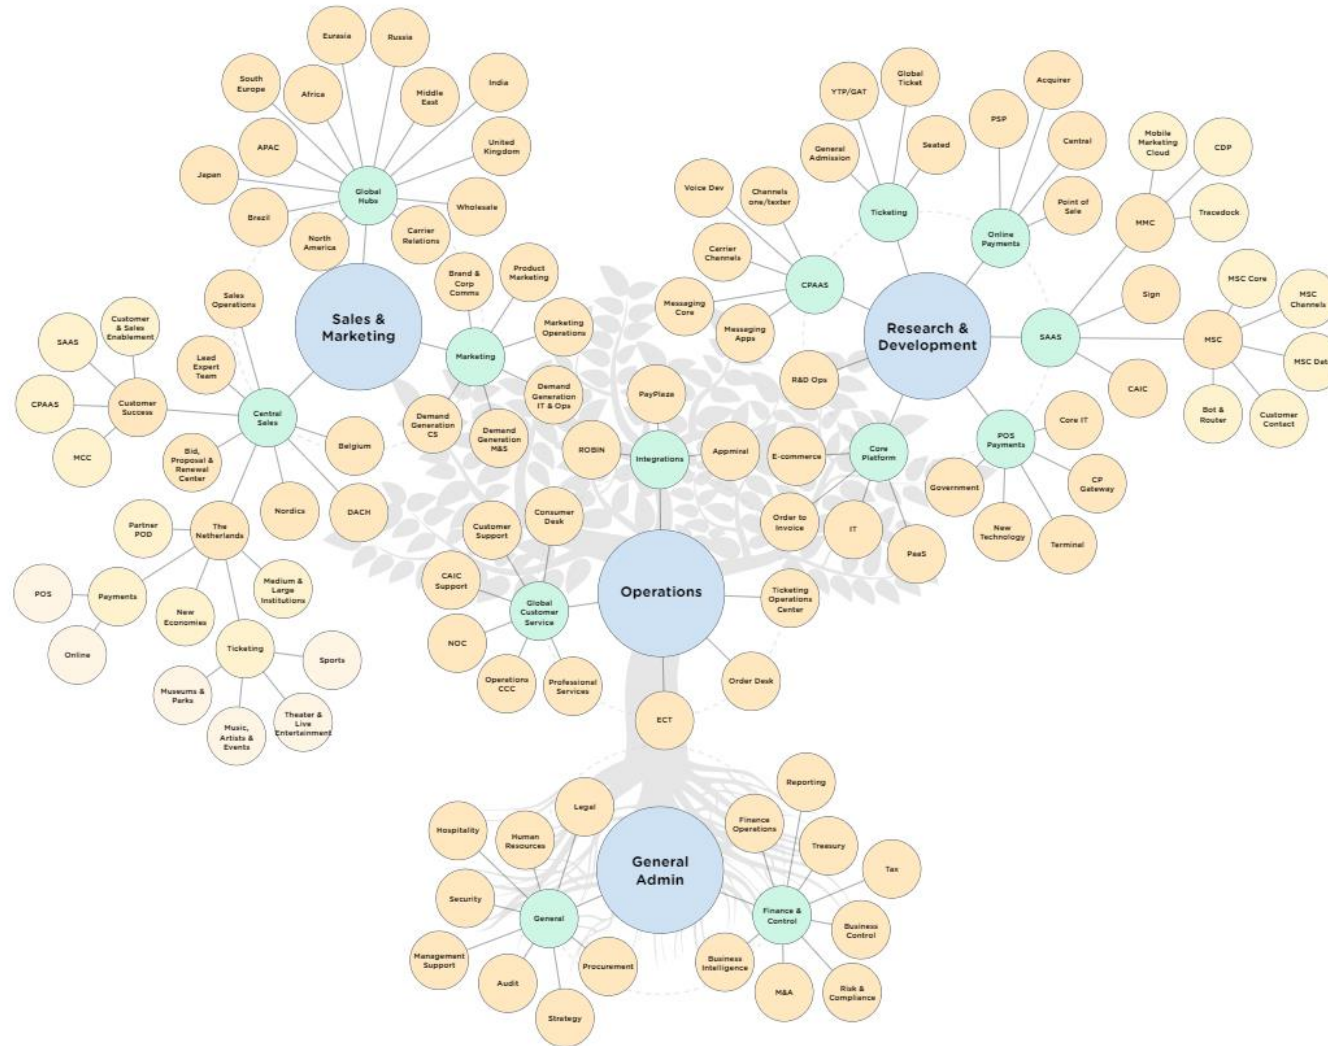 Eurasia
Russia
South
Europe
Africa
Middle
East
India
APAC
United
Kingdom
Japan
Global
Hubs
Wholesale
Brazil
North
America
Carrier
Relations
Sales &
Marketing
Brand &
Corp
Comms
Product
Marketing
Marketing
Operations
Marketing
Demand
Generation
IT & Ops
Demand
Generation
CS
Demand
Generation
M&S
Sales
Operations
Lead
Expert
Team
Customer
& Sales
Enablement
SAAS
CPAAS
MCC
Customer
Success
Central
Sales
Bid,
Proposal &
Renewal
Center
Belgium
Nordics
DACH
Partner
POD
The
Netherlands
POS
Payments
Online
New
Economies
Medium &
Large
Institutions
Ticketing
Sports
Museums &
Parks
Music,
Artists &
Events
Theater &
Live
Entertainment
YTP/GAT
Global
Ticket
General
Admission
Seated
Ticketing
PSP
Acquirer
Central
Point of
Sale
Online
Payments
Voice Dev
Channels
one/texter
Carrier
Channels
Messaging
Core
Messaging
Apps
CPAAS
Research &
Development
R&D Ops
Mobile
Marketing
Cloud
CDP
Tracedock
MMC
Sign
SAAS
CAIC
MSC Core
MSC
Channels
MSC
MSC Data
Bot &
Router
Customer
Contact
Core IT
POS
Payments
CP
Gateway
Government
New
Technology
Terminal
Core
Platform
E-commerce
Order to
Invoice
IT
PaaS
PayPlaza
ROBIN
Integrations
Appmiral
Operations
Customer
Support
Consumer
Desk
CAIC
Support
Global
Customer
Service
NOC
Operations
CCC
Professional
Services
Ticketing
Operations
Center
Order Desk
ECT
General
Admin
Legal
Hospitality
Human
Resources
Security
General
Management
Support
Audit
Strategy
Procurement
Reporting
Finance
Operations
Treasury
Tax
Finance &
Control
Business
Control
Business
Intelligence
M&A
Risk &
Compliance